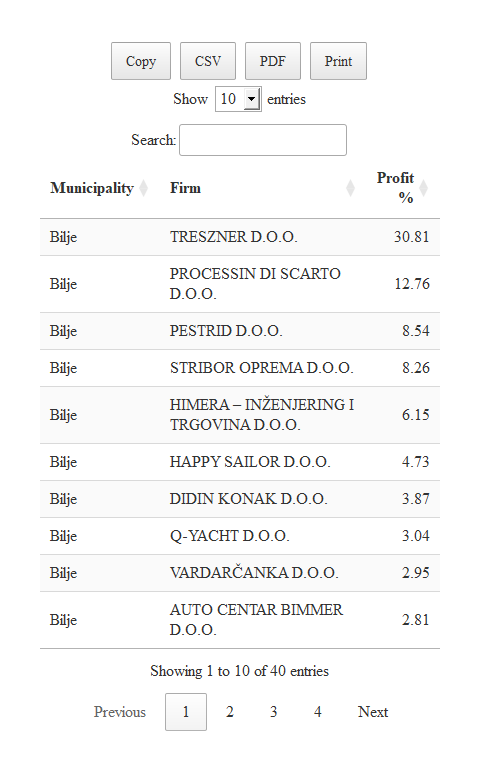 Copy CSV PDF Print
Show 10 entries
Search:
Municipality Firm Profit
%
Bilje TRESZNER D.O.O. 30.81
Bilje PROCESSIN DI SCARTO
D.O.O. 12.76
Bilje PESTRID D.O.O. 8.54
Bilje STRIBOR OPREMA D.O.O. 8.26
Bilje HIMERA – INŽENJERING I
TRGOVINA D.O.O. 6.15
Bilje HAPPY SAILOR D.O.O. 4.73
Bilje DIDIN KONAK D.O.O. 3.87
Bilje Q-YACHT D.O.O. 3.04
Bilje VARDARČANKA D.O.O. 2.95
Bilje AUTO CENTAR BIMMER
D.O.O. 2.81
Showing 1 to 10 of 40 entries
Previous 1 2 3 4 Next